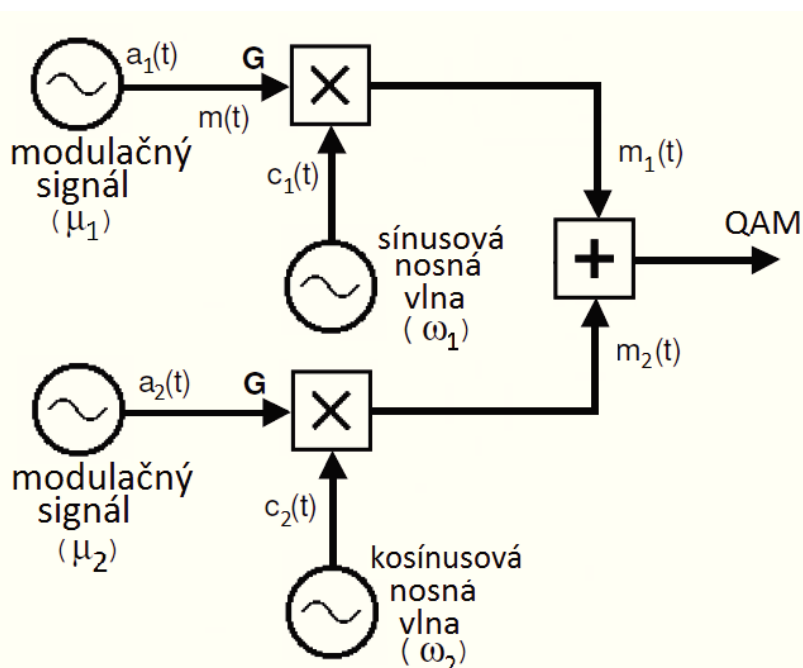 a₁(t)
G
m(t)
×
modulačný
signál
(μ₁)
c₁(t)
m₁(t)
sínusová
nosná
vlna
(ω₁)
+
QAM
a₂(t)
G
×
m₂(t)
modulačný
signál
(μ₂)
c₂(t)
kosínusová
nosná
vlna
(ω₂)